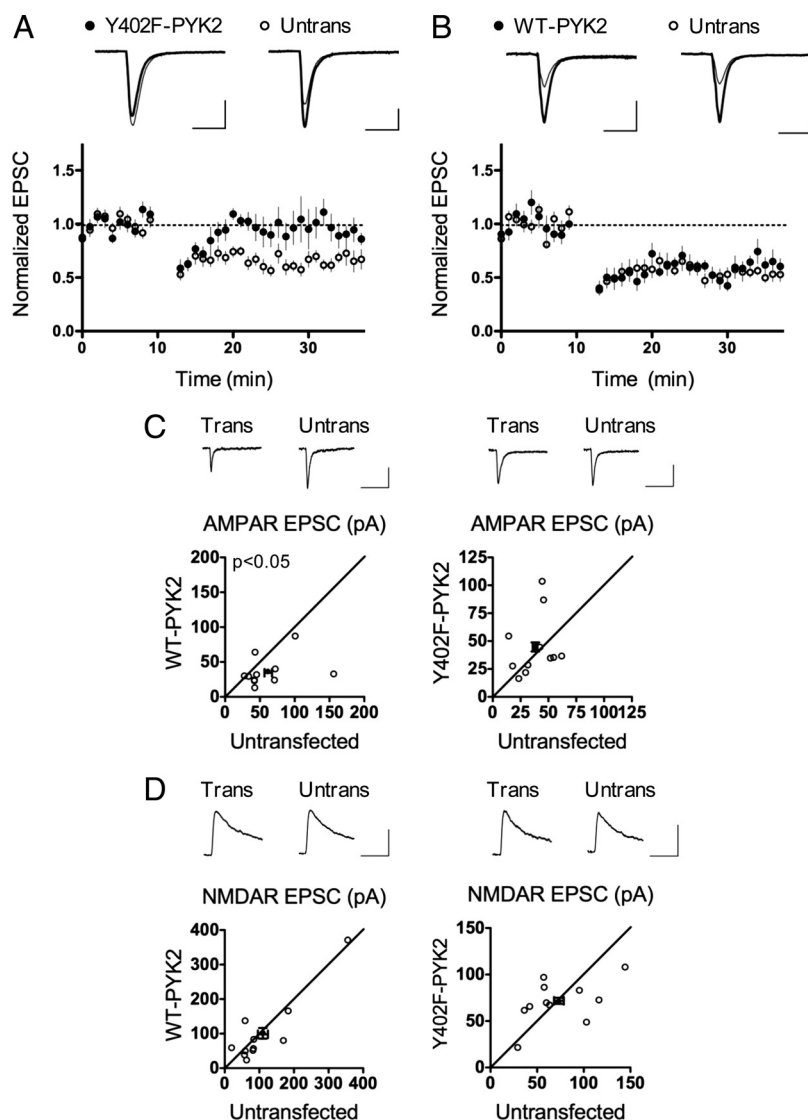 A ● Y402F-PYK2 ○ Untrans
B ● WT-PYK2 ○ Untrans
Normalized EPSC
1.5
1.0
0.5
0.0
0 10 20 30
Time (min)
Normalized EPSC
1.5
1.0
0.5
0.0
0 10 20 30
Time (min)
C
Trans Untrans
AMPAR EPSC (pA)
p<0.05
WT-PYK2
200
150
100
50
0
0 50 100 150 200
Untransfected
Trans Untrans
AMPAR EPSC (pA)
Y402F-PYK2
125
100
75
50
25
0
0 25 50 75 100 125
Untransfected
D
Trans Untrans
NMDAR EPSC (pA)
WT-PYK2
400
300
200
100
0
0 100 200 300 400
Untransfected
Trans Untrans
NMDAR EPSC (pA)
Y402F-PYK2
150
100
50
0
0 50 100 150
Untransfected